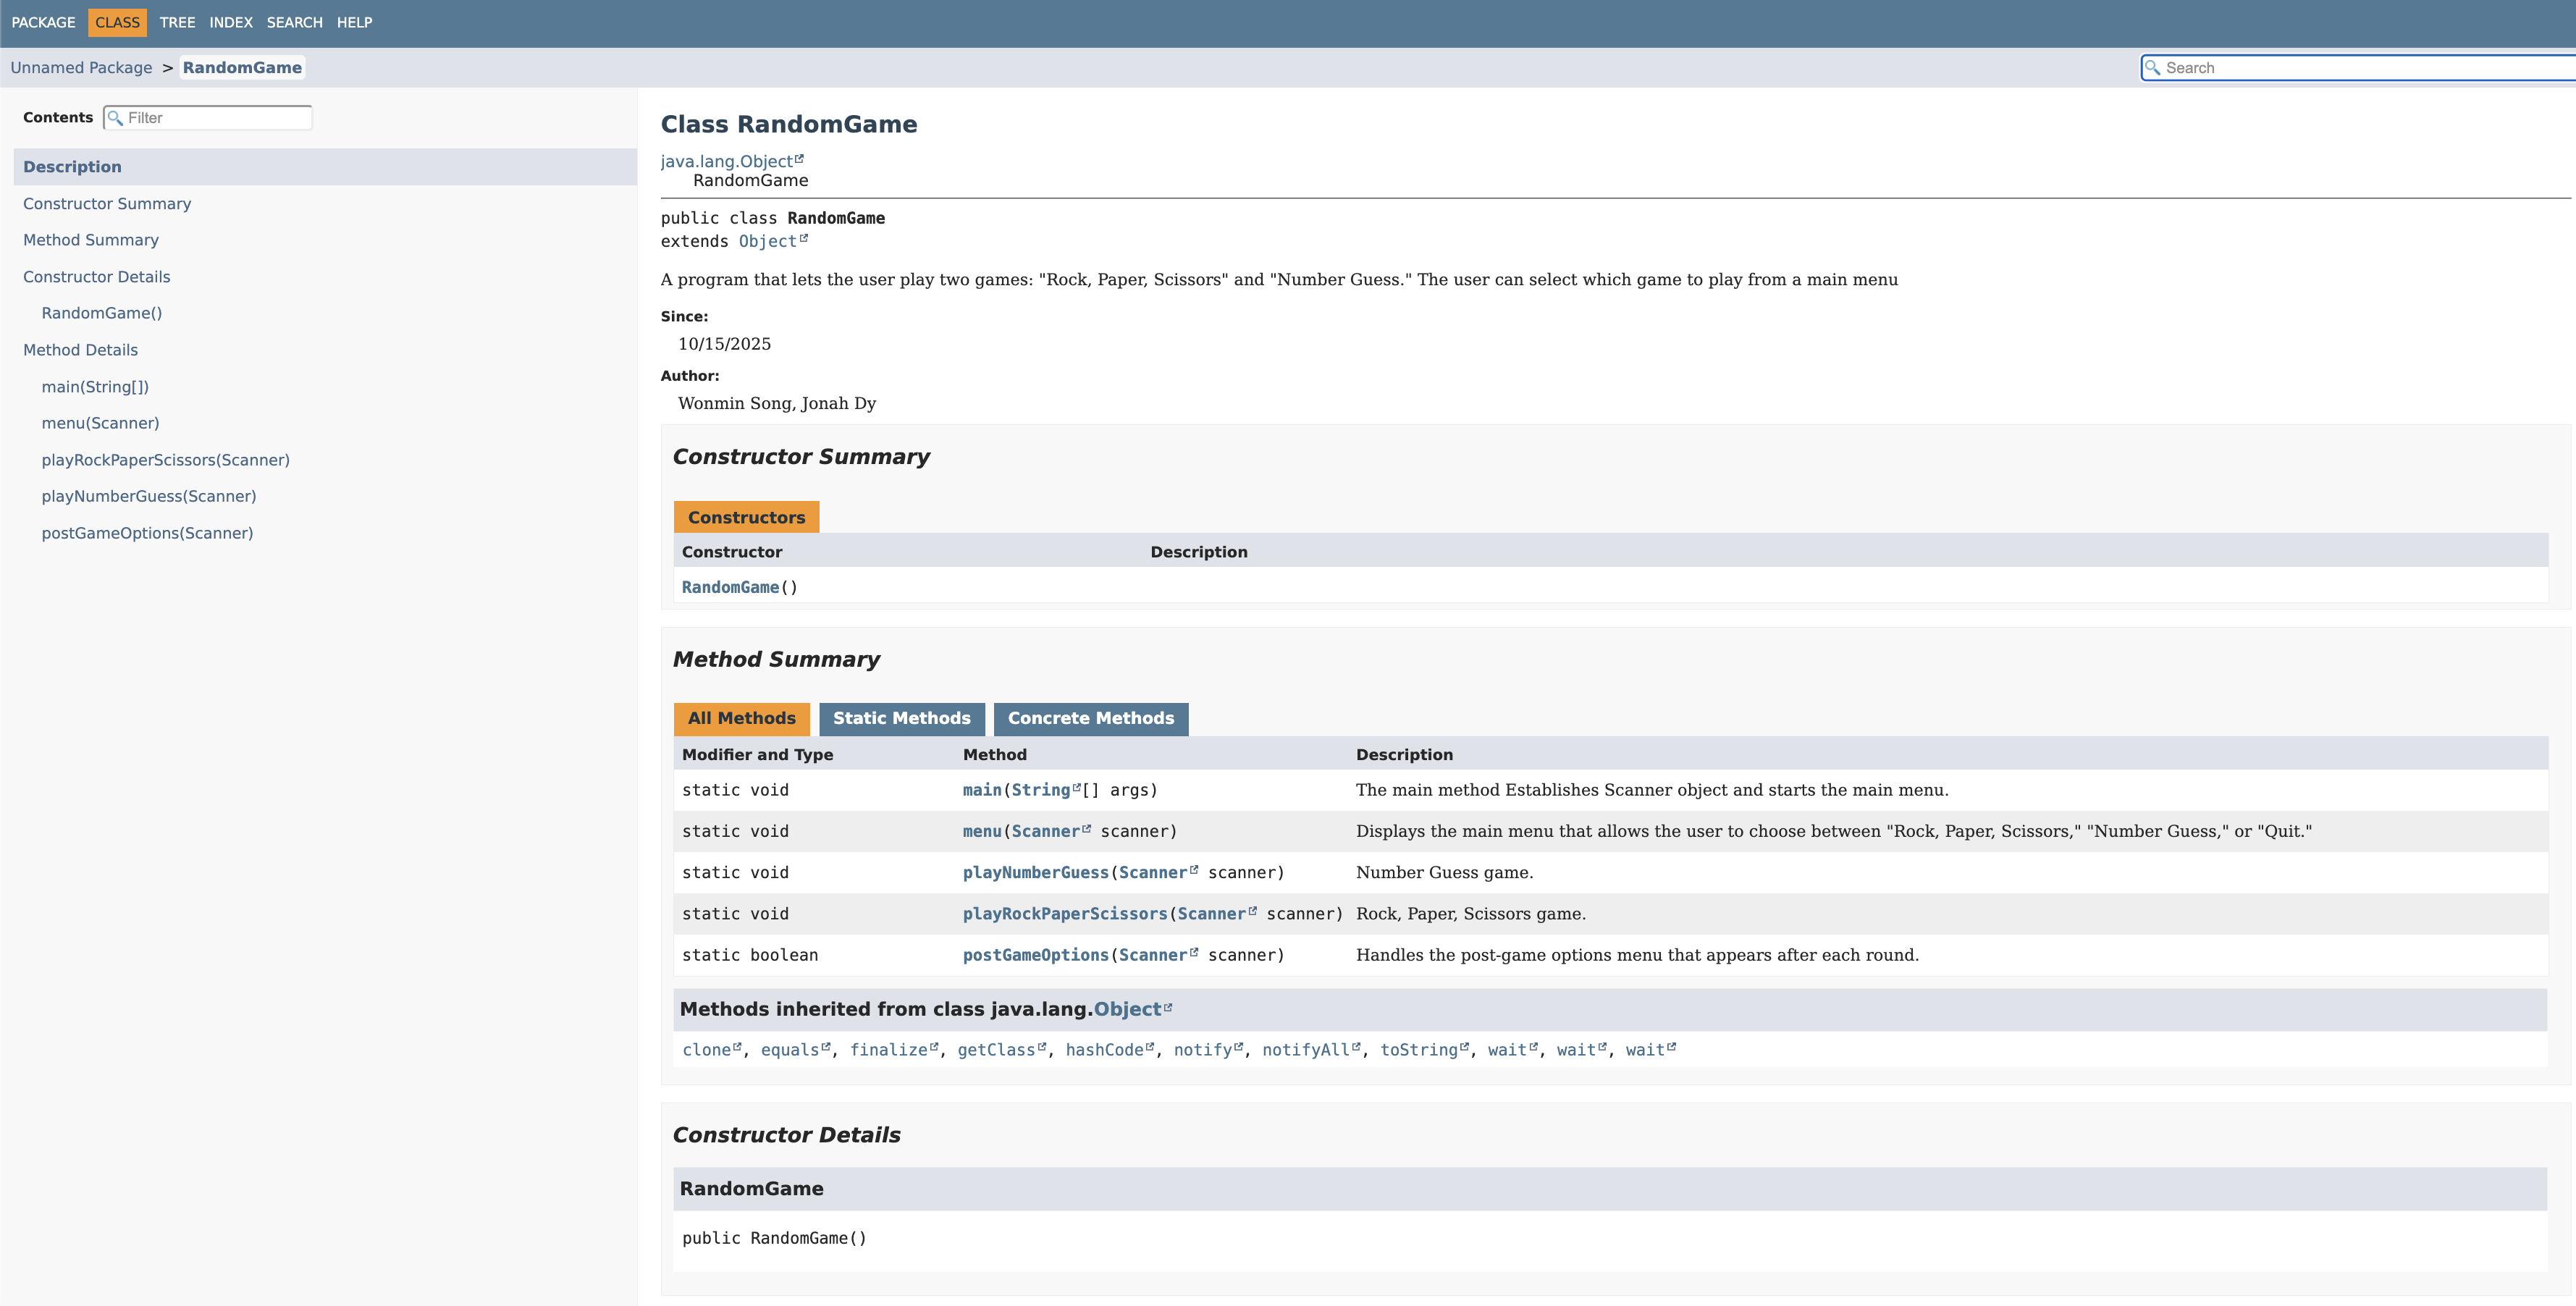 PACKAGE CLASS TREE INDEX SEARCH HELP
Unnamed Package > RandomGame
Search
Contents
Filter
Description
Constructor Summary
Method Summary
Constructor Details
RandomGame()
Method Details
main(String[])
menu(Scanner)
playRockPaperScissors(Scanner)
playNumberGuess(Scanner)
postGameOptions(Scanner)
Class RandomGame
java.lang.Object
RandomGame
public class RandomGame
extends Object
A program that lets the user play two games: "Rock, Paper, Scissors" and "Number Guess." The user can select which game to play from a main menu
Since:
10/15/2025
Author:
Wonmin Song, Jonah Dy
Constructor Summary
Constructors
Constructor Description
RandomGame()
Method Summary
All Methods Static Methods Concrete Methods
Modifier and Type Method Description
static void main(String[] args) The main method Establishes Scanner object and starts the main menu.
static void menu(Scanner scanner) Displays the main menu that allows the user to choose between "Rock, Paper, Scissors," "Number Guess," or "Quit."
static void playNumberGuess(Scanner scanner) Number Guess game.
static void playRockPaperScissors(Scanner scanner) Rock, Paper, Scissors game.
static boolean postGameOptions(Scanner scanner) Handles the post-game options menu that appears after each round.
Methods inherited from class java.lang.Object
clone, equals, finalize, getClass, hashCode, notify, notifyAll, toString, wait, wait, wait
Constructor Details
RandomGame
public RandomGame()